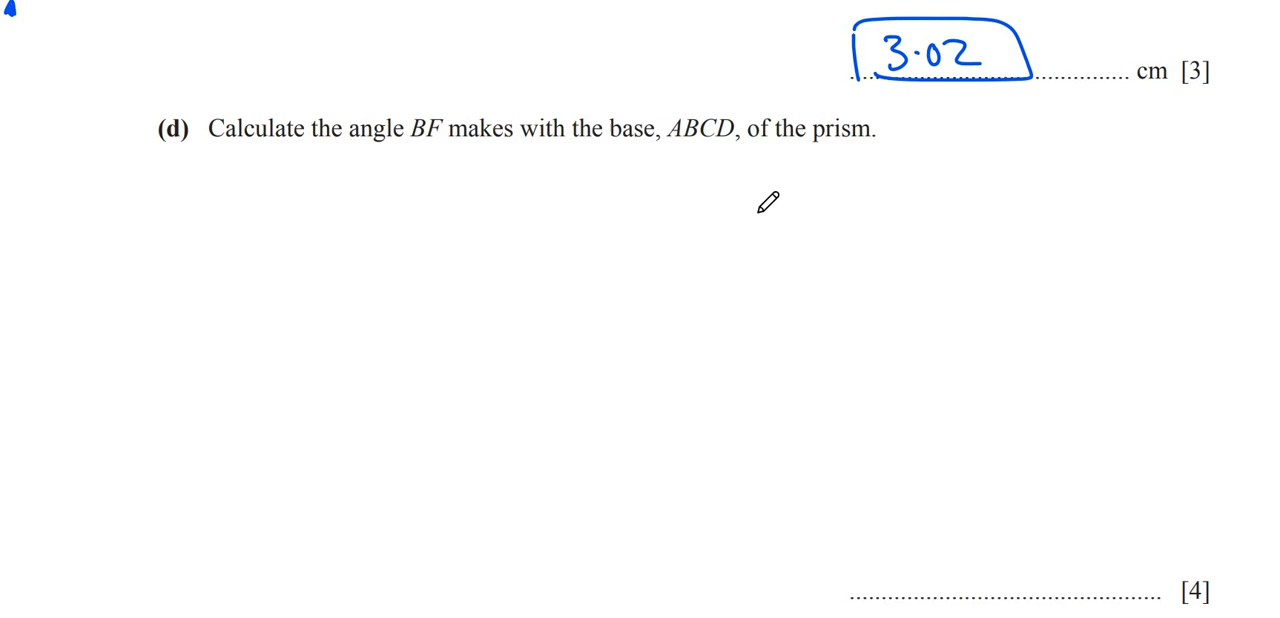 3.02
cm [3]
(d) Calculate the angle BF makes with the base, ABCD, of the prism.
[4]